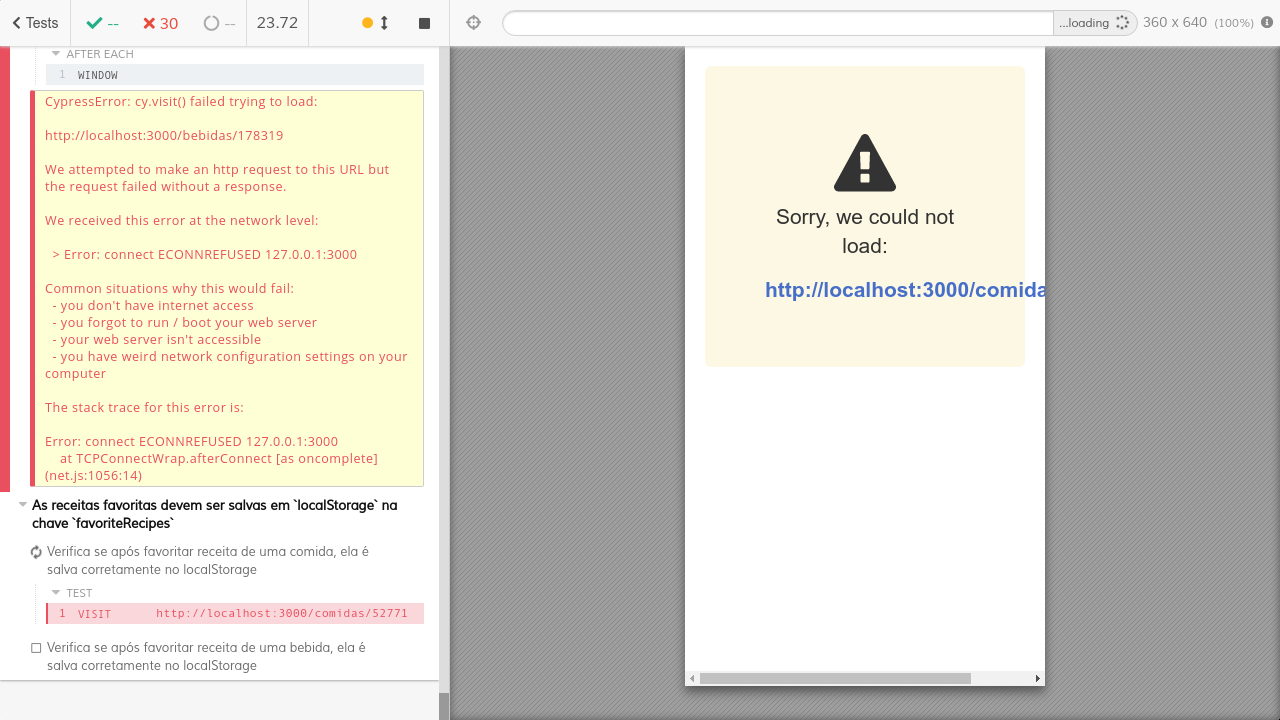 Tests
--
30
--
23.72
...loading
360 x 640 (100%)
AFTER EACH
1 WINDOW
CypressError: cy.visit() failed trying to load:
http://localhost:3000/bebidas/178319
We attempted to make an http request to this URL but
the request failed without a response.
We received this error at the network level:
> Error: connect ECONNREFUSED 127.0.0.1:3000
Common situations why this would fail:
- you don't have internet access
- you forgot to run / boot your web server
- your web server isn't accessible
- you have weird network configuration settings on your
computer
The stack trace for this error is:
Error: connect ECONNREFUSED 127.0.0.1:3000
at TCPConnectWrap.afterConnect [as oncomplete]
(net.js:1056:14)
As receitas favoritas devem ser salvas em `localStorage` na
chave `favoriteRecipes`
Verifica se após favoritar receita de uma comida, ela é
salva corretamente no localStorage
TEST
1 VISIT http://localhost:3000/comidas/52771
Verifica se após favoritar receita de uma bebida, ela é
salva corretamente no localStorage
Sorry, we could not
load:
http://localhost:3000/comida